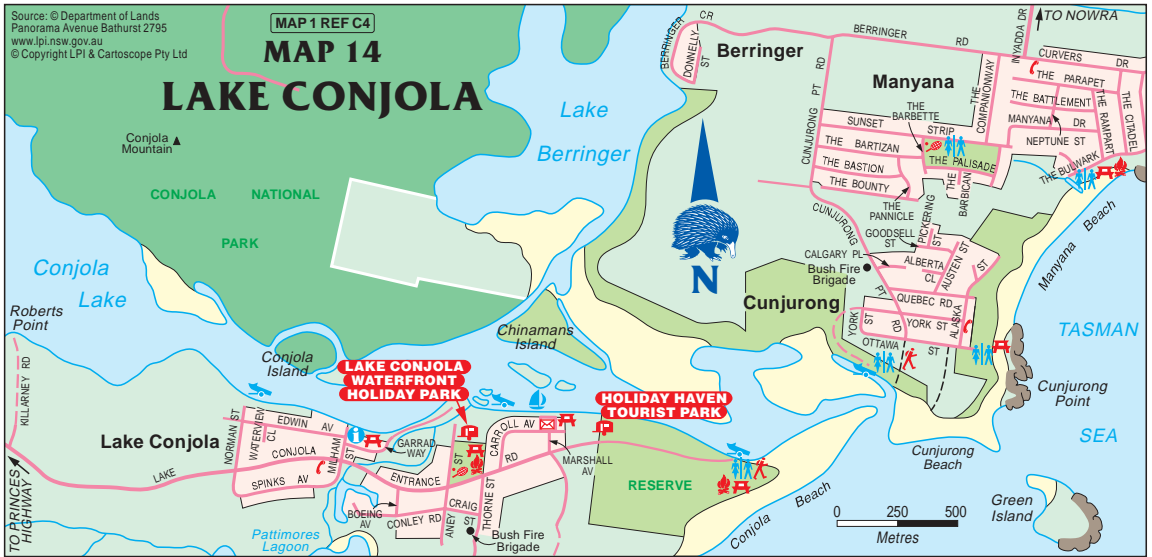 Source: © Department of Lands
Panorama Avenue Bathurst 2795
www.lpi.nsw.gov.au
© Copyright LPI & Cartoscope Pty Ltd
MAP 1 REF C4
MAP 14
LAKE CONJOLA
Conjola
Mountain
CONJOLA NATIONAL
PARK
Conjola
Lake
Roberts
Point
KILLARNEY RD
Conjola
Island
Lake
Berringer
Chinamans
Island
BERRINGER
CR
DONNELLY
ST
Berringer
BERRINGER
RD
INYADDA DR
TO NOWRA
CURVERS
DR
Manyana
THE PARAPET
THE BATTLEMENT
MANYANA DR
NEPTUNE ST
THE RAMPART
THE CITADEL
THE COMPANIONWAY
THE
BARBETTE
SUNSET
STRIP
THE BARTIZAN
THE PALISADE
THE BASTION
THE BOUNTY
THE
PANNICLE
THE
BARBICAN
THE BULWARK
CUNJURONG
PT
RD
CUNJURONG
PT
RD
PICKERING
ST
GOODSELL
ST
CALGARY PL
Bush Fire
Brigade
ALBERTA
CL
AUSTEN ST
ST
QUEBEC RD
YORK
ST
YORK ST
ALASKA
OTTAWA
ST
Cunjurong
Manyana
Beach
TASMAN
SEA
Cunjurong
Point
Cunjurong
Beach
Green
Island
N
LAKE CONJOLA
WATERFRONT
HOLIDAY PARK
HOLIDAY HAVEN
TOURIST PARK
Lake Conjola
NORMAN ST
WATERVIEW
CL
EDWIN AV
CONJOLA
MILHAM
ST
GARRAD
WAY
SPINKS AV
LAKE
ENTRANCE
RD
CARROLL AV
MARSHALL
AV
ST
BOEING
AV
CONLEY RD
ANEY
CRAIG
ST
THORNE ST
Bush Fire
Brigade
TO PRINCES
HIGHWAY
Pattimores
Lagoon
RESERVE
Conjola
Beach
0 250 500
Metres